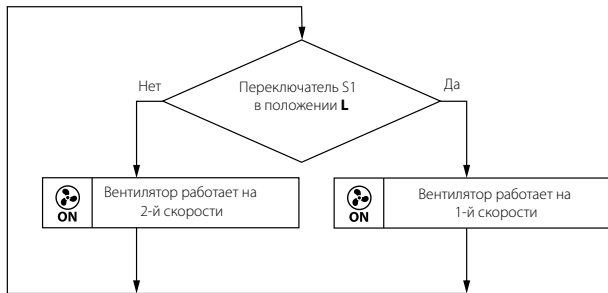 Переключатель S1
в положении L
Нет
Да
ON
Вентилятор работает на
2-й скорости
ON
Вентилятор работает на
1-й скорости